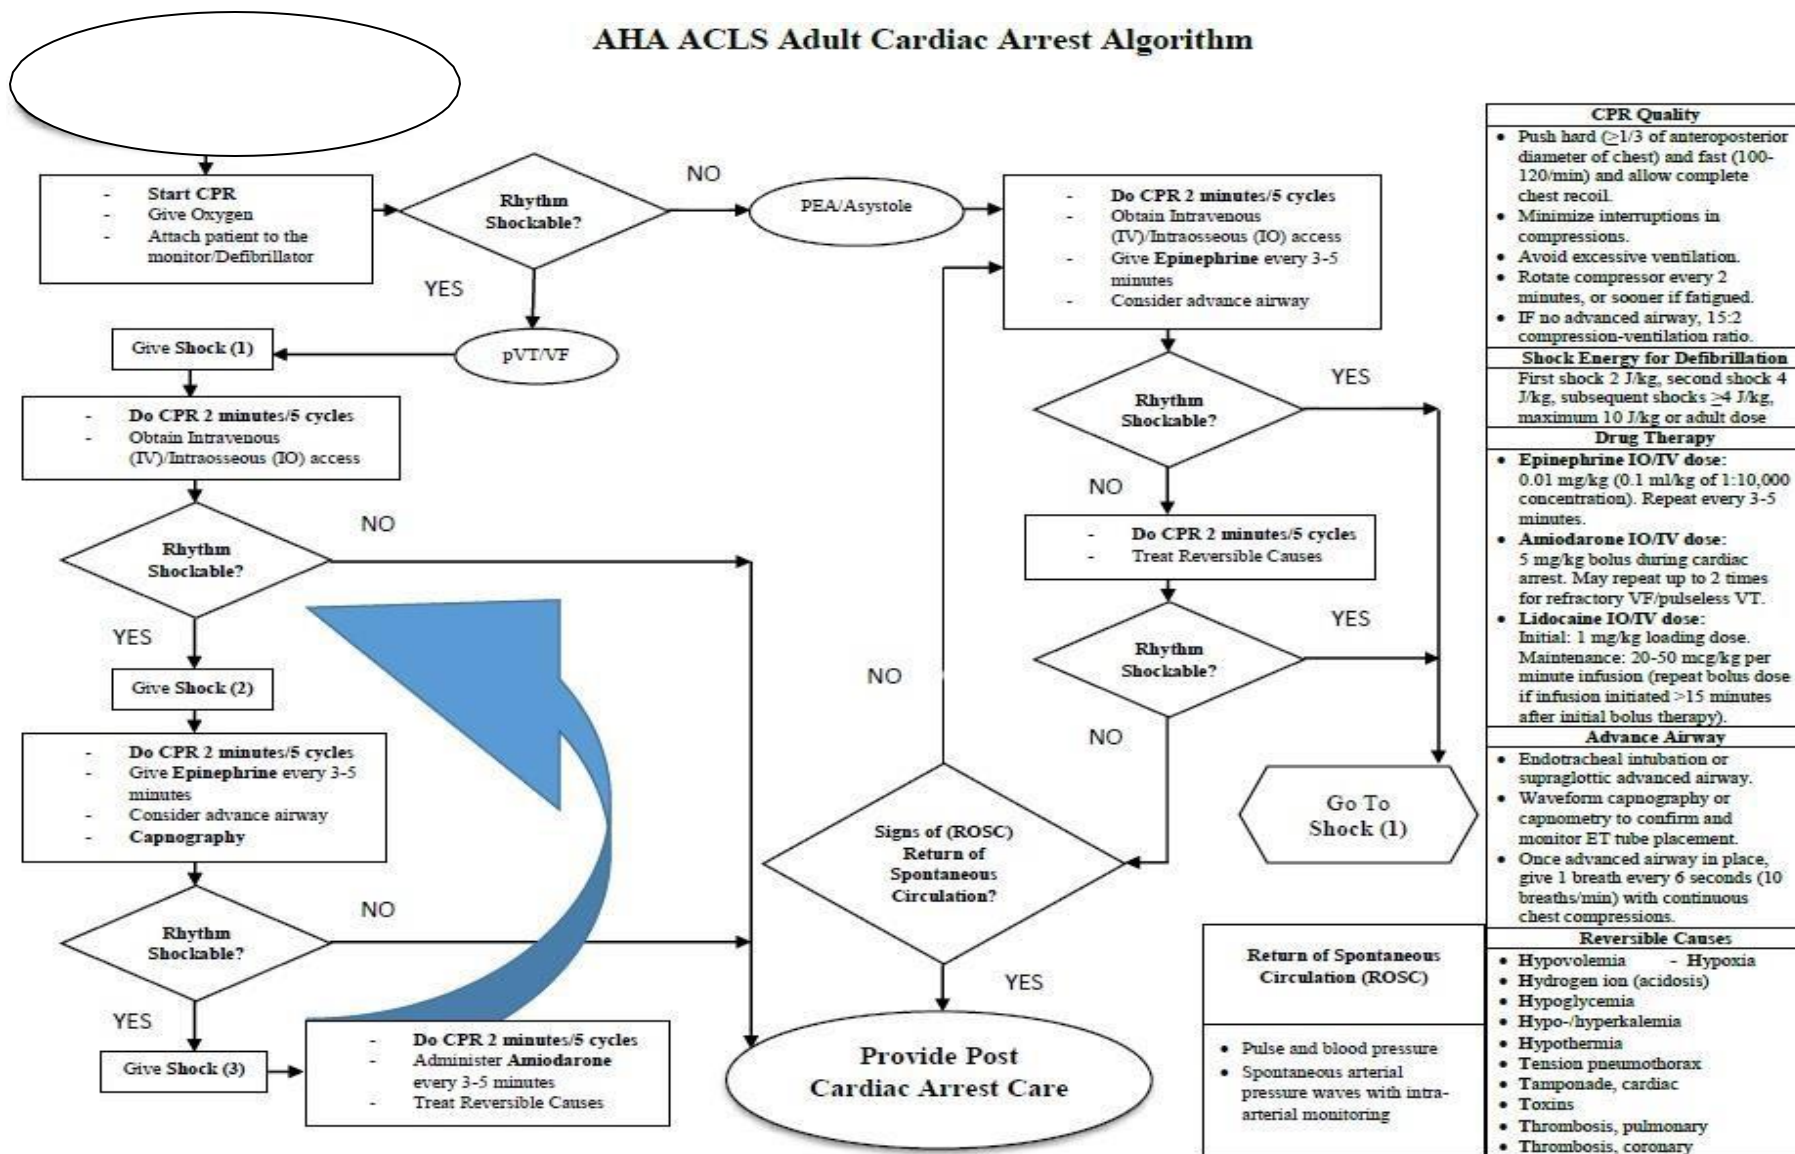 AHA ACLS Adult Cardiac Arrest Algorithm
- Start CPR
- Give Oxygen
- Attach patient to the
monitor/Defibrillator
Rhythm
Shockable?
NO
YES
PEA/Asystole
pVT/VF
Give Shock (1)
- Do CPR 2 minutes/5 cycles
- Obtain Intravenous
(IV)/Intraosseous (IO) access
Rhythm
Shockable?
NO
YES
Give Shock (2)
- Do CPR 2 minutes/5 cycles
- Give Epinephrine every 3-5
minutes
- Consider advance airway
- Capnography
Rhythm
Shockable?
NO
YES
Give Shock (3)
- Do CPR 2 minutes/5 cycles
- Administer Amiodarone
every 3-5 minutes
- Treat Reversible Causes
- Do CPR 2 minutes/5 cycles
- Obtain Intravenous
(IV)/Intraosseous (IO) access
- Give Epinephrine every 3-5
minutes
- Consider advance airway
Rhythm
Shockable?
YES
NO
- Do CPR 2 minutes/5 cycles
- Treat Reversible Causes
Rhythm
Shockable?
YES
NO
Go To
Shock (1)
Signs of (ROSC)
Return of
Spontaneous
Circulation?
NO
YES
Provide Post
Cardiac Arrest Care
Return of Spontaneous
Circulation (ROSC)
• Pulse and blood pressure
• Spontaneous arterial
pressure waves with intra-
arterial monitoring
CPR Quality
• Push hard (≥1/3 of anteroposterior
diameter of chest) and fast (100-
120/min) and allow complete
chest recoil.
• Minimize interruptions in
compressions.
• Avoid excessive ventilation.
• Rotate compressor every 2
minutes, or sooner if fatigued.
• IF no advanced airway, 15:2
compression-ventilation ratio.
Shock Energy for Defibrillation
First shock 2 J/kg, second shock 4
J/kg, subsequent shocks ≥4 J/kg,
maximum 10 J/kg or adult dose
Drug Therapy
• Epinephrine IO/IV dose:
0.01 mg/kg (0.1 ml/kg of 1:10,000
concentration). Repeat every 3-5
minutes.
• Amiodarone IO/IV dose:
5 mg/kg bolus during cardiac
arrest. May repeat up to 2 times
for refractory VF/pulseless VT.
• Lidocaine IO/IV dose:
Initial: 1 mg/kg loading dose.
Maintenance: 20-50 mcg/kg per
minute infusion (repeat bolus dose
if infusion initiated >15 minutes
after initial bolus therapy).
Advance Airway
• Endotracheal intubation or
supraglottic advanced airway.
• Waveform capnography or
capnometry to confirm and
monitor ET tube placement.
• Once advanced airway in place,
give 1 breath every 6 seconds (10
breaths/min) with continuous
chest compressions.
Reversible Causes
• Hypovolemia - Hypoxia
• Hydrogen ion (acidosis)
• Hypoglycemia
• Hypo-/hyperkalemia
• Hypothermia
• Tension pneumothorax
• Tamponade, cardiac
• Toxins
• Thrombosis, pulmonary
• Thrombosis, coronary